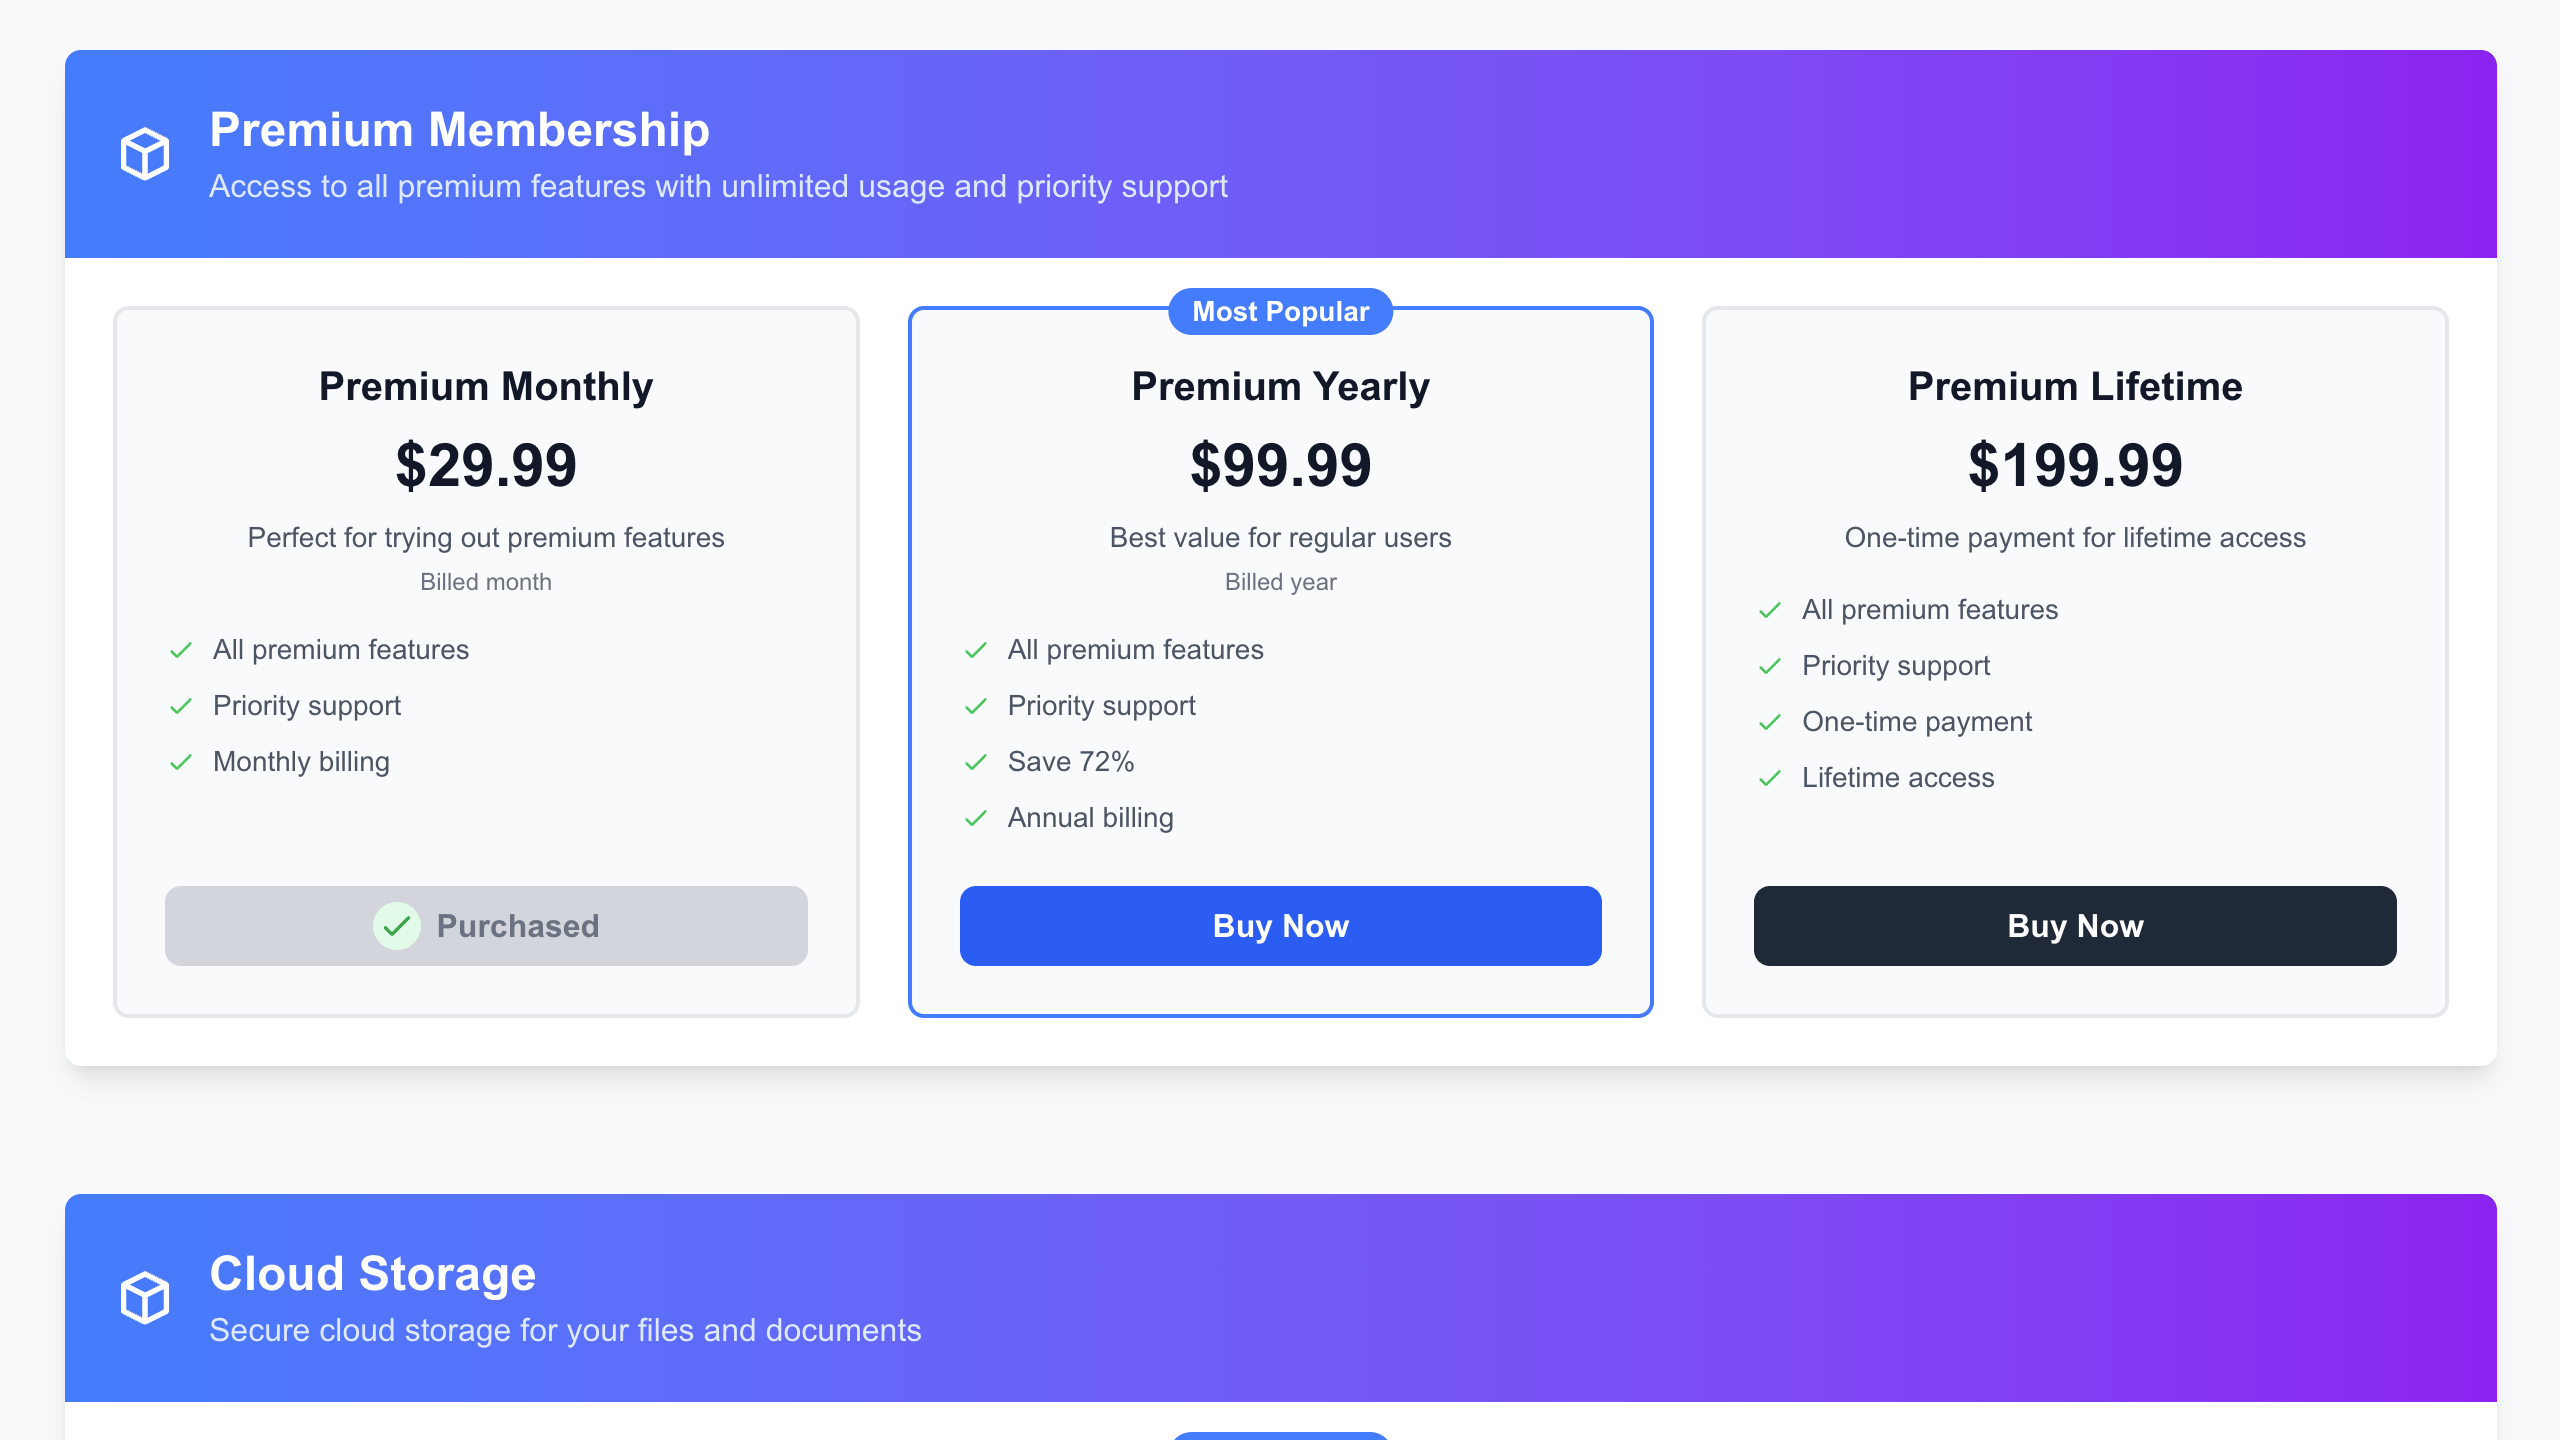 Premium Membership
Access to all premium features with unlimited usage and priority support
Premium Monthly
$29.99
Perfect for trying out premium features
Billed month
All premium features
Priority support
Monthly billing
Purchased
Most Popular
Premium Yearly
$99.99
Best value for regular users
Billed year
All premium features
Priority support
Save 72%
Annual billing
Buy Now
Premium Lifetime
$199.99
One-time payment for lifetime access
All premium features
Priority support
One-time payment
Lifetime access
Buy Now
Cloud Storage
Secure cloud storage for your files and documents